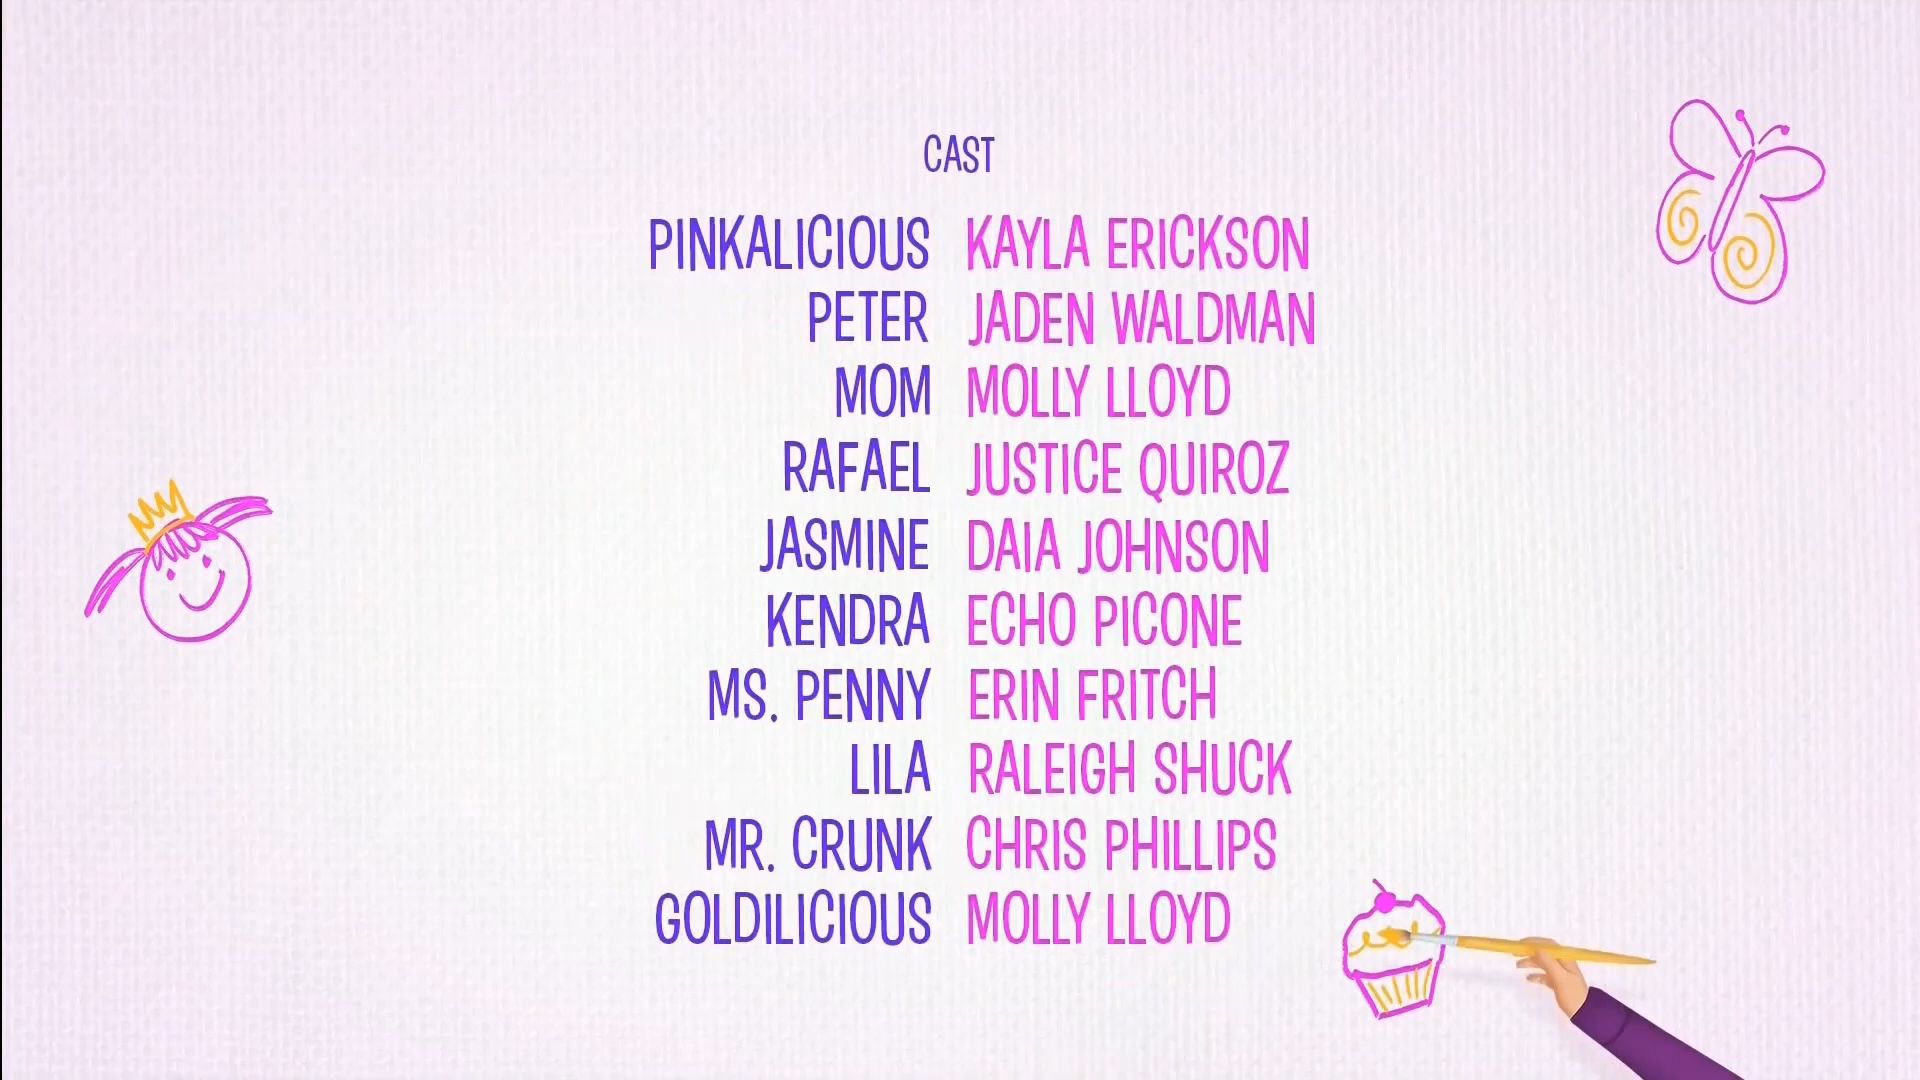 CAST
PINKALICIOUS KAYLA ERICKSON
PETER JADEN WALDMAN
MOM MOLLY LLOYD
RAFAEL JUSTICE QUIROZ
JASMINE DAIA JOHNSON
KENDRA ECHO PICONE
MS. PENNY ERIN FRITCH
LILA RALEIGH SHUCK
MR. CRUNK CHRIS PHILLIPS
GOLDILICIOUS MOLLY LLOYD